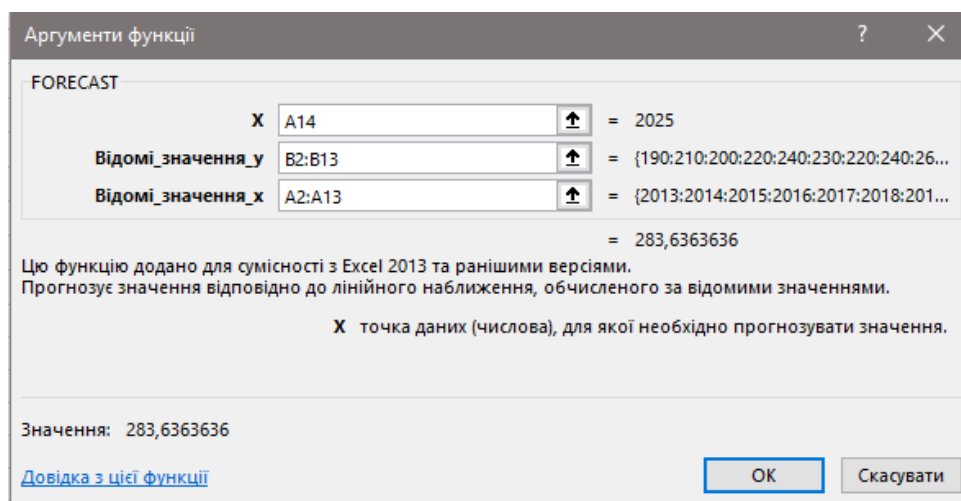 Аргументи функції ?
FORECAST
X A14 = 2025
Відомі_значення_y B2:B13 = {190:210:200:220:240:230:220:240:26...
Відомі_значення_x A2:A13 = {2013:2014:2015:2016:2017:2018:201...
= 283,6363636
Цю функцію додано для сумісності з Excel 2013 та ранішими версіями.
Прогнозує значення відповідно до лінійного наближення, обчисленого за відомими значеннями.
X точка даних (числова), для якої необхідно прогнозувати значення.
Значення: 283,6363636
Довідка з цієї функції OK Скасувати